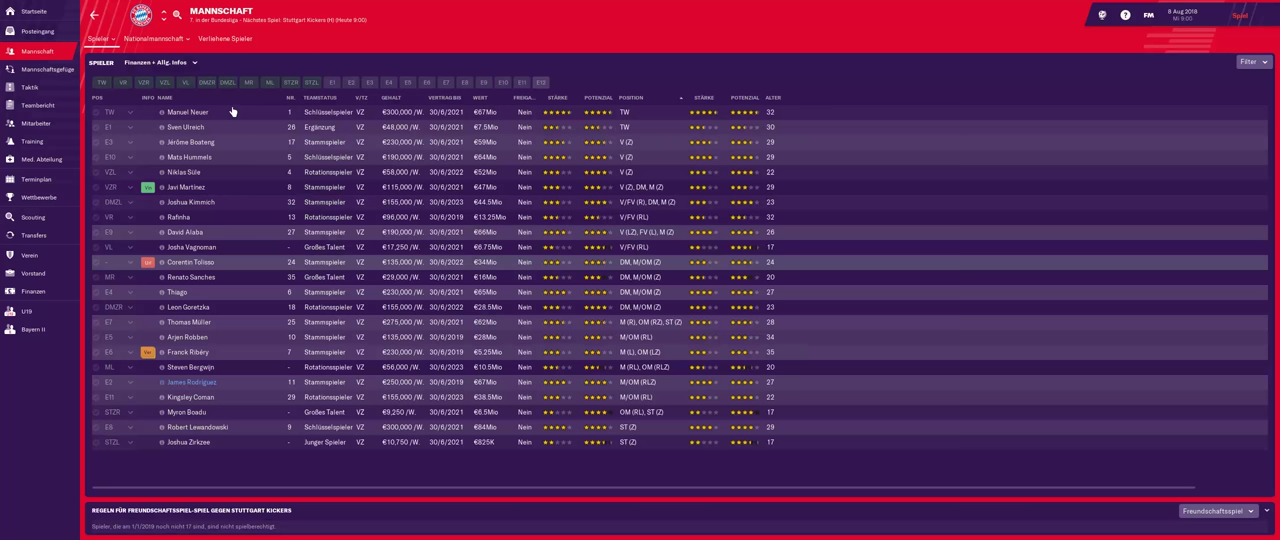 Startseite
Posteingang
Mannschaft
Mannschaftsgefüge
Taktik
Teambericht
Mitarbeiter
Training
Med. Abteilung
Terminplan
Wettbewerbe
Scouting
Transfers
Verein
Vorstand
Finanzen
U19
Bayern II
MANNSCHAFT
7. in der Bundesliga - Nächstes Spiel: Stuttgart Kickers (H) (Heute 9:00)
FM
8 Aug 2018
Mi 9:00
Spiel
Spieler Nationalmannschaft Verliehene Spieler
SPIELER Finanzen + Allg. Infos Filter
TW VR VZR VZL VL DMZR DMZL MR ML STZR STZL E1 E2 E3 E4 E5 E6 E7 E8 E9 E10 E11 E12
POS INFO NAME NR. TEAMSTATUS V/TZ GEHALT VERTRAG BIS WERT FREIGA... STÄRKE POTENZIAL POSITION STÄRKE POTENZIAL ALTER
TW Manuel Neuer 1 Schlüsselspieler VZ €300,000 /W. 30/6/2021 €67Mio Nein TW 32
E1 Sven Ulreich 26 Ergänzung VZ €48,000 /W. 30/6/2021 €7.5Mio Nein TW 30
E3 Jérôme Boateng 17 Stammspieler VZ €230,000 /W. 30/6/2021 €59Mio Nein V (Z) 29
E10 Mats Hummels 5 Schlüsselspieler VZ €190,000 /W. 30/6/2021 €64Mio Nein V (Z) 29
VZL Niklas Süle 4 Rotationsspieler VZ €58,000 /W. 30/6/2022 €52Mio Nein V (Z) 22
VZR Javi Martínez 8 Stammspieler VZ €115,000 /W. 30/6/2021 €47Mio Nein V (Z), DM, M (Z) 29
DMZL Joshua Kimmich 32 Stammspieler VZ €155,000 /W. 30/6/2023 €44.5Mio Nein V/FV (R), DM, M (Z) 23
VR Rafinha 13 Rotationsspieler VZ €96,000 /W. 30/6/2019 €13.25Mio Nein V/FV (RL) 32
E9 David Alaba 27 Stammspieler VZ €190,000 /W. 30/6/2021 €66Mio Nein V (LZ), FV (L), M (Z) 26
VL Josha Vagnoman - Großes Talent VZ €17,250 /W. 30/6/2021 €6.75Mio Nein V/FV (RL) 17
- Corentin Tolisso 24 Stammspieler VZ €135,000 /W. 30/6/2022 €34Mio Nein DM, M/OM (Z) 24
MR Renato Sanches 35 Großes Talent VZ €29,000 /W. 30/6/2021 €16Mio Nein DM, M/OM (Z) 20
E4 Thiago 6 Stammspieler VZ €230,000 /W. 30/6/2021 €65Mio Nein DM, M/OM (Z) 27
DMZR Leon Goretzka 18 Rotationsspieler VZ €155,000 /W. 30/6/2022 €28.5Mio Nein DM, M/OM (Z) 23
E7 Thomas Müller 25 Stammspieler VZ €275,000 /W. 30/6/2021 €62Mio Nein M (R), OM (RZ), ST (Z) 28
E5 Arjen Robben 10 Stammspieler VZ €135,000 /W. 30/6/2019 €28Mio Nein M/OM (RL) 34
E6 Franck Ribéry 7 Stammspieler VZ €230,000 /W. 30/6/2019 €5.25Mio Nein M (L), OM (LZ) 35
ML Steven Bergwijn - Rotationsspieler VZ €56,000 /W. 30/6/2023 €10.5Mio Nein M (RL), OM (RLZ) 20
E2 James Rodríguez 11 Stammspieler VZ €250,000 /W. 30/6/2019 €67Mio Nein M/OM (RLZ) 27
E11 Kingsley Coman 29 Rotationsspieler VZ €155,000 /W. 30/6/2023 €38.5Mio Nein M/OM (RL) 22
STZR Myron Boadu - Großes Talent VZ €9,250 /W. 30/6/2021 €6.5Mio Nein OM (RL), ST (Z) 17
E8 Robert Lewandowski 9 Schlüsselspieler VZ €300,000 /W. 30/6/2021 €84Mio Nein ST (Z) 29
STZL Joshua Zirkzee - Junger Spieler VZ €10,750 /W. 30/6/2021 €825K Nein ST (Z) 17
REGELN FÜR FREUNDSCHAFTSSPIEL-SPIEL GEGEN STUTTGART KICKERS Freundschaftsspiel
Spieler, die am 1/1/2019 noch nicht 17 sind, sind nicht spielberechtigt.